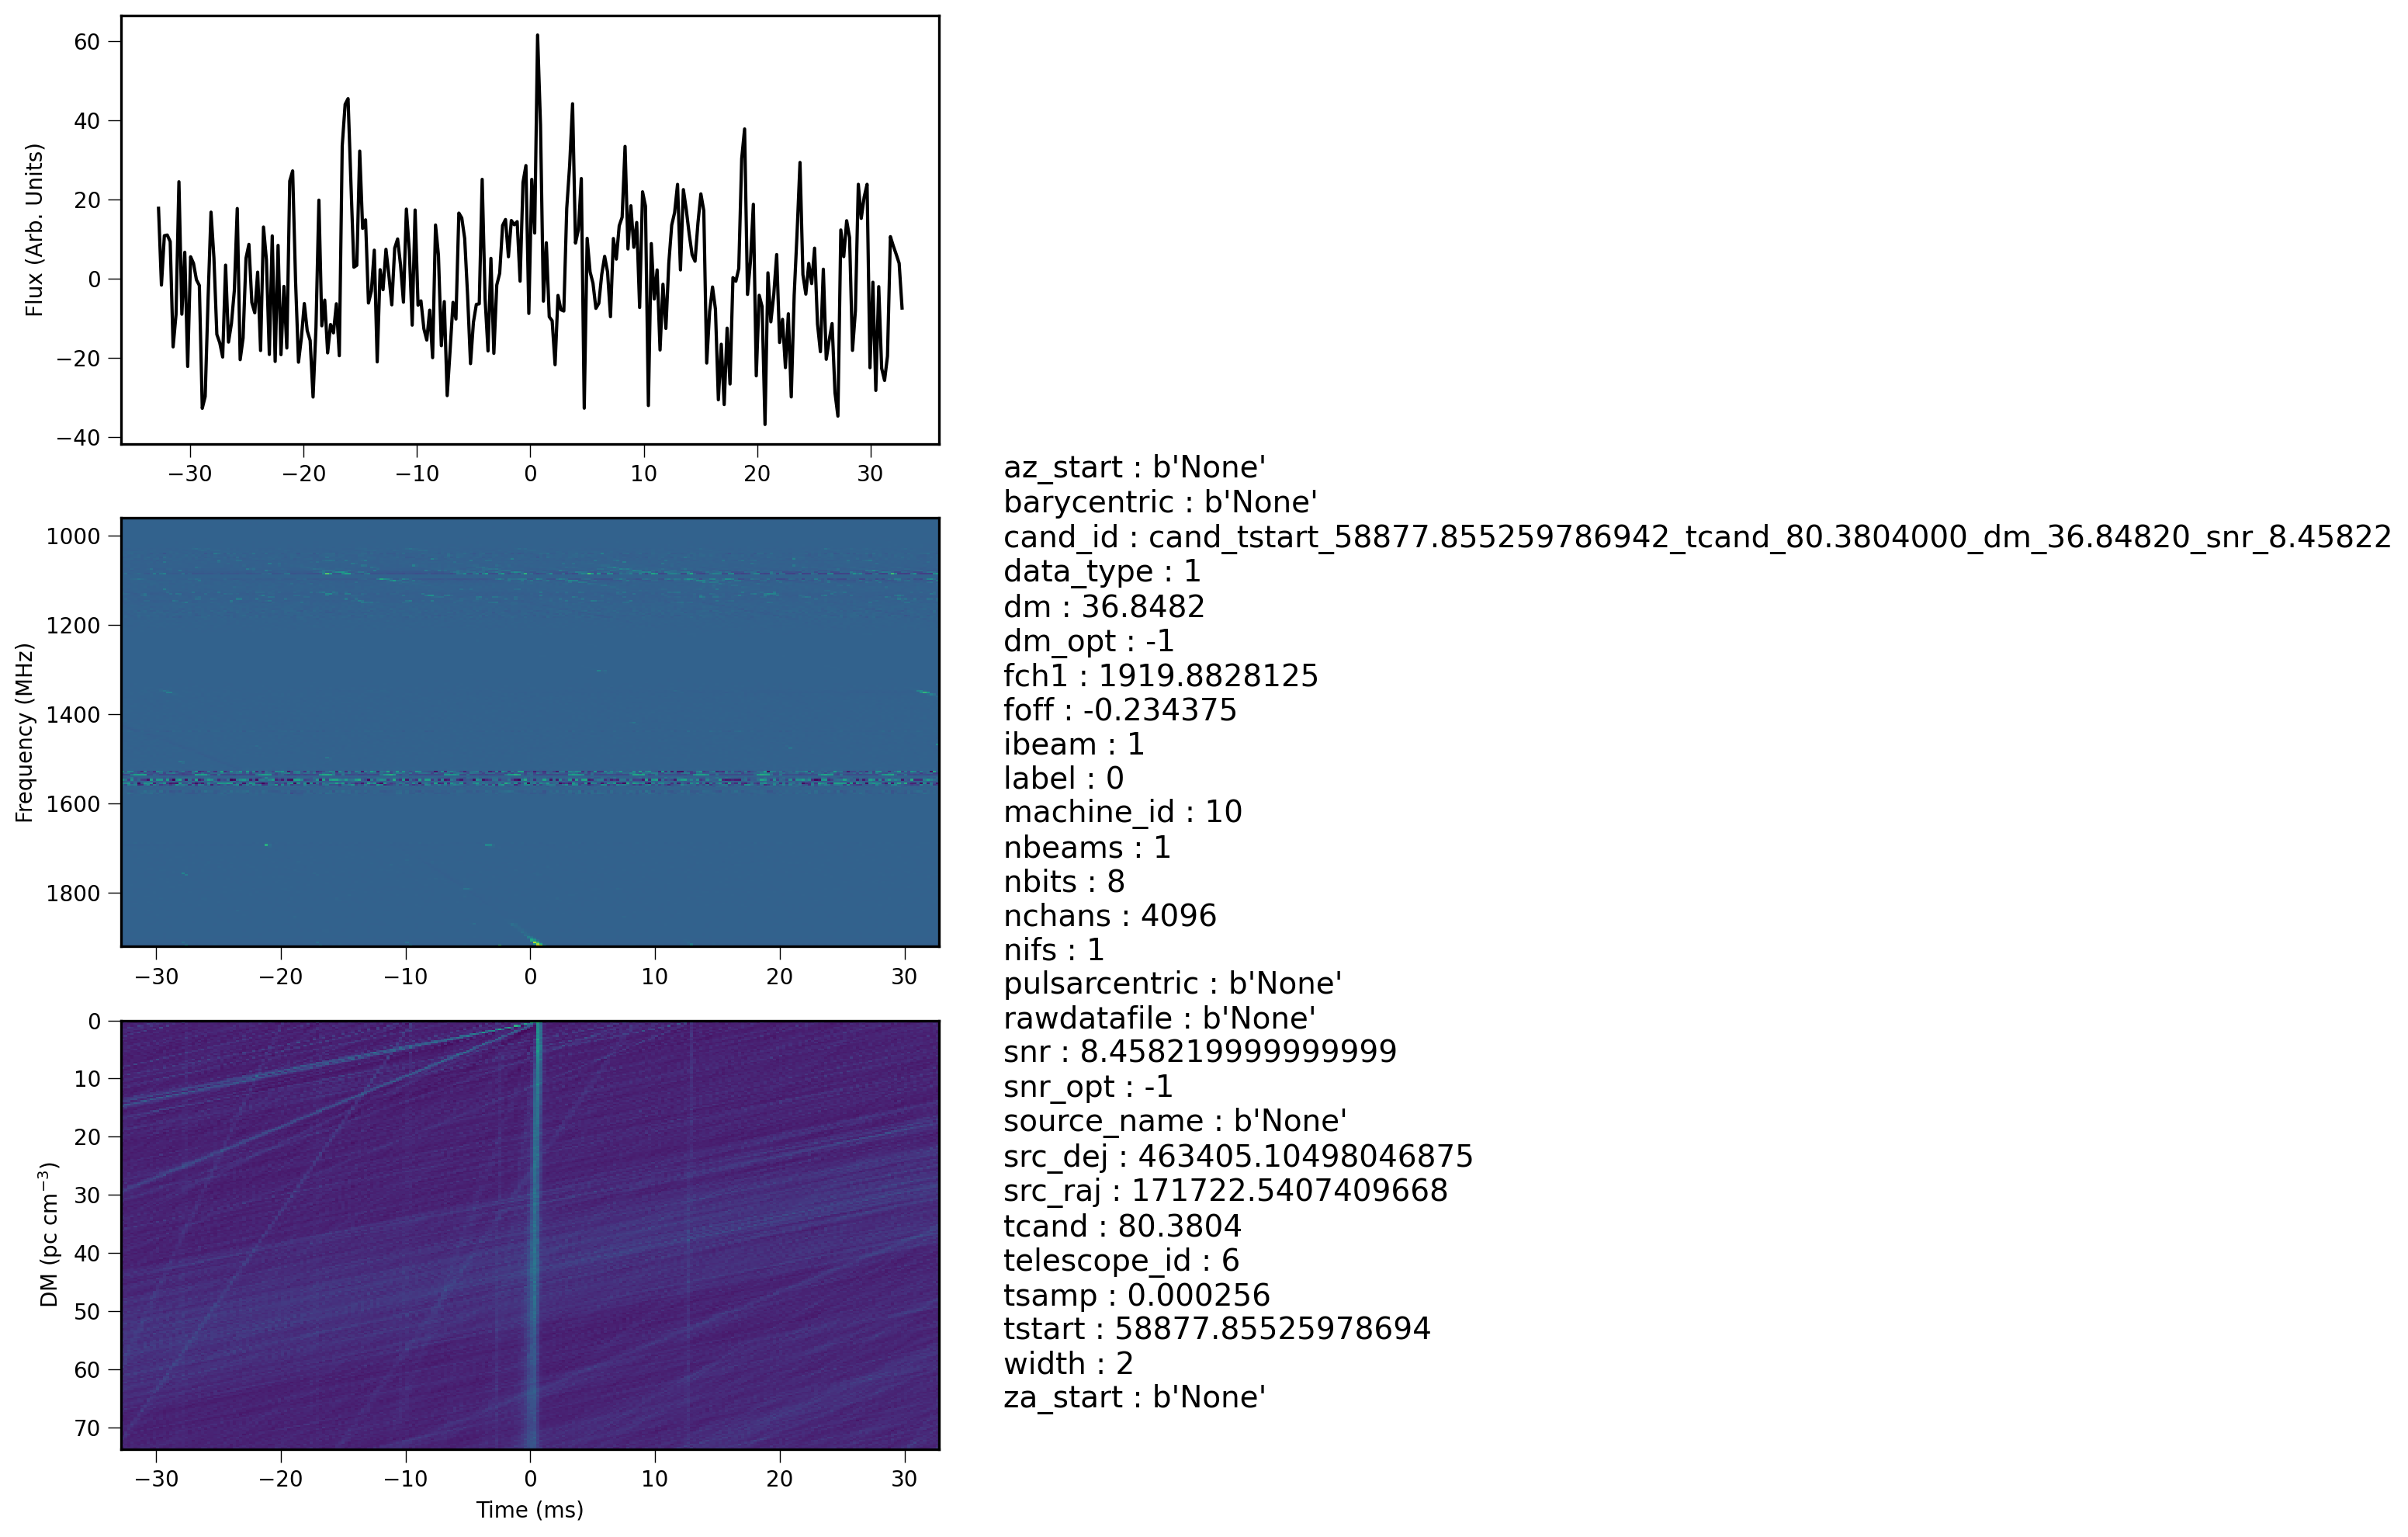 60
40
20
0
−20
−40
Flux (Arb. Units)
−30 −20 −10 0 10 20 30
1000
1200
1400
1600
1800
Frequency (MHz)
−30 −20 −10 0 10 20 30
0
10
20
30
40
50
60
70
DM (pc cm⁻³)
−30 −20 −10 0 10 20 30
Time (ms)
az_start : b'None'
barycentric : b'None'
cand_id : cand_tstart_58877.855259786942_tcand_80.3804000_dm_36.84820_snr_8.45822
data_type : 1
dm : 36.8482
dm_opt : -1
fch1 : 1919.8828125
foff : -0.234375
ibeam : 1
label : 0
machine_id : 10
nbeams : 1
nbits : 8
nchans : 4096
nifs : 1
pulsarcentric : b'None'
rawdatafile : b'None'
snr : 8.458219999999999
snr_opt : -1
source_name : b'None'
src_dej : 463405.10498046875
src_raj : 171722.5407409668
tcand : 80.3804
telescope_id : 6
tsamp : 0.000256
tstart : 58877.85525978694
width : 2
za_start : b'None'